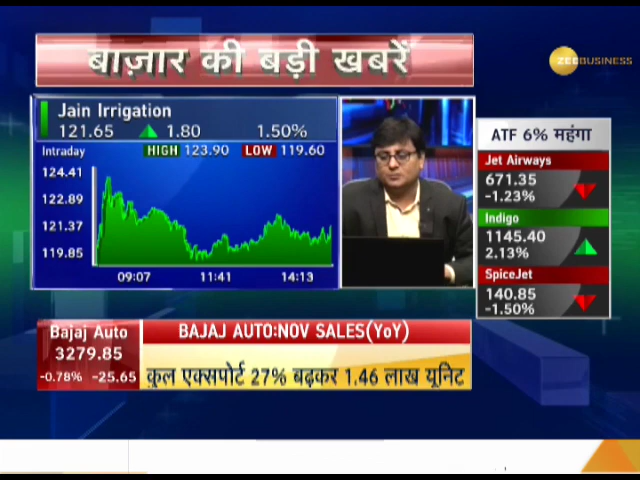 बाज़ार की बड़ी खबरें
ZEEBUSINESS
Jain Irrigation
121.65 1.80 1.50%
Intraday HIGH 123.90 LOW 119.60
124.41
122.89
121.37
119.85
09:07 11:41 14:13
ATF 6% महंगा
Jet Airways
671.35
-1.23%
Indigo
1145.40
2.13%
SpiceJet
140.85
-1.50%
Bajaj Auto
3279.85
-0.78% -25.65
BAJAJ AUTO:NOV SALES(YoY)
कुल एक्सपोर्ट 27% बढ़कर 1.46 लाख यूनिट